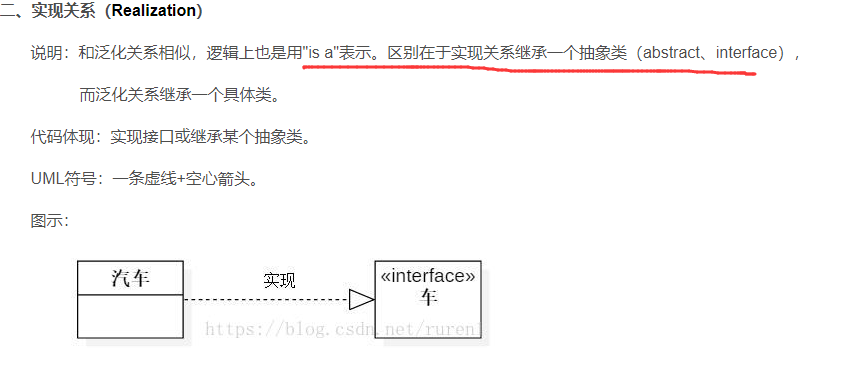 二、实现关系（Realization）
说明：和泛化关系相似，逻辑上也是用"is a"表示。区别在于实现关系继承一个抽象类（abstract、interface），
而泛化关系继承一个具体类。
代码体现：实现接口或继承某个抽象类。
UML符号：一条虚线+空心箭头。
图示：
汽车
实现
«interface»
车
https://blog.csdn.net/ruren1